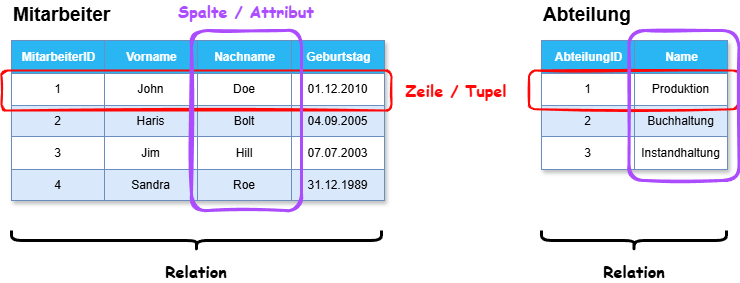 Mitarbeiter
Spalte / Attribut
Abteilung
MitarbeiterID Vorname Nachname Geburtstag
1 John Doe 01.12.2010
2 Haris Bolt 04.09.2005
3 Jim Hill 07.07.2003
4 Sandra Roe 31.12.1989
Zeile / Tupel
AbteilungID Name
1 Produktion
2 Buchhaltung
3 Instandhaltung
Relation
Relation